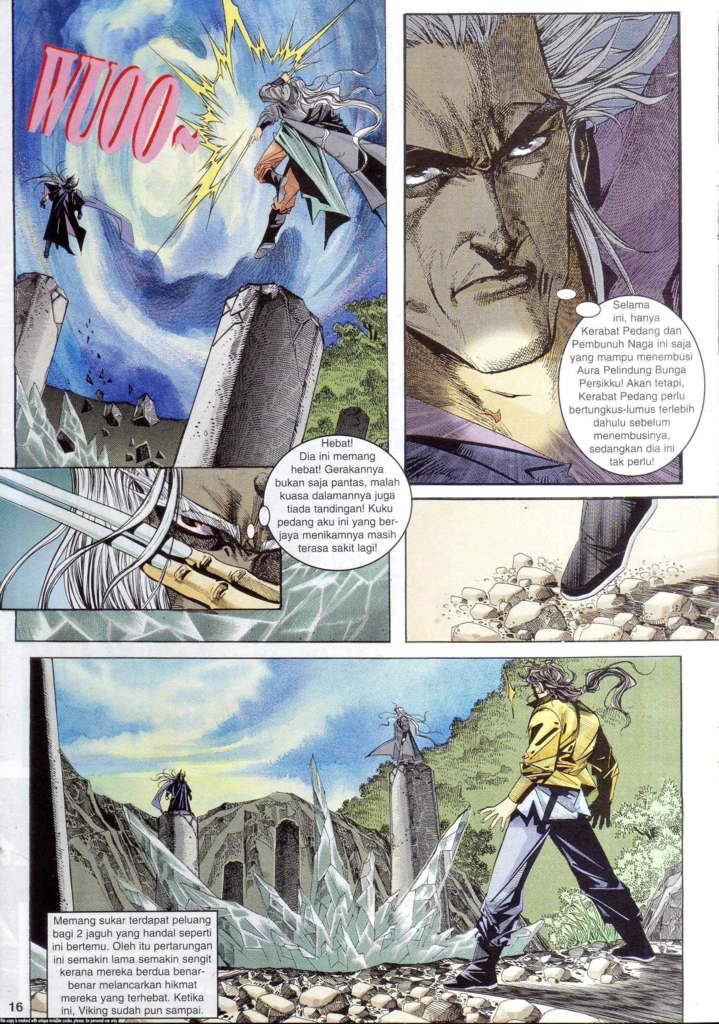 WUOO~
Selama
ini, hanya
Kerabat Pedang dan
Pembunuh Naga ini saja
yang mampu menembusi
Aura Pelindung Bunga
Persikku! Akan tetapi,
Kerabat Pedang perlu
bertungkus-lumus terlebih
dahulu sebelum
menembusinya,
sedangkan dia ini
tak perlu!
Hebat!
Dia ini memang
hebat! Gerakannya
bukan saja pantas, malah
kuasa dalamannya juga
tiada tandingan! Kuku
pedang aku ini yang ber-
jaya menikamnya masih
terasa sakit lagi!
Memang sukar terdapat peluang
bagi 2 jaguh yang handal seperti
ini bertemu. Oleh itu pertarungan
ini semakin lama semakin sengit
kerana mereka berdua benar-
benar melancarkan hikmat
mereka yang terhebat. Ketika
ini, Viking sudah pun sampai.
16